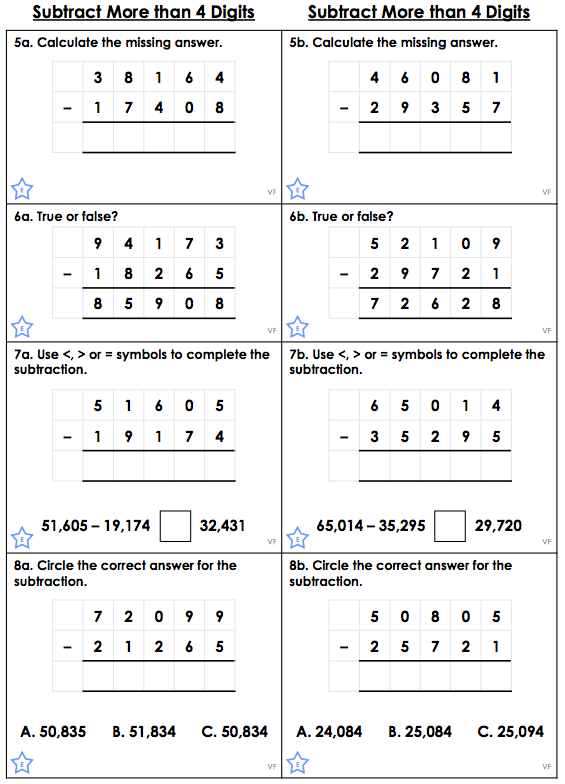 Subtract More than 4 Digits
5a. Calculate the missing answer.
3 8 1 6 4
– 1 7 4 0 8
E
VF
6a. True or false?
9 4 1 7 3
– 1 8 2 6 5
8 5 9 0 8
E
VF
7a. Use <, > or = symbols to complete the
subtraction.
5 1 6 0 5
– 1 9 1 7 4
51,605 – 19,174 32,431
E
VF
8a. Circle the correct answer for the
subtraction.
7 2 0 9 9
– 2 1 2 6 5
A. 50,835 B. 51,834 C. 50,834
E
VF
Subtract More than 4 Digits
5b. Calculate the missing answer.
4 6 0 8 1
– 2 9 3 5 7
E
VF
6b. True or false?
5 2 1 0 9
– 2 9 7 2 1
7 2 6 2 8
E
VF
7b. Use <, > or = symbols to complete the
subtraction.
6 5 0 1 4
– 3 5 2 9 5
65,014 – 35,295 29,720
E
VF
8b. Circle the correct answer for the
subtraction.
5 0 8 0 5
– 2 5 7 2 1
A. 24,084 B. 25,084 C. 25,094
E
VF